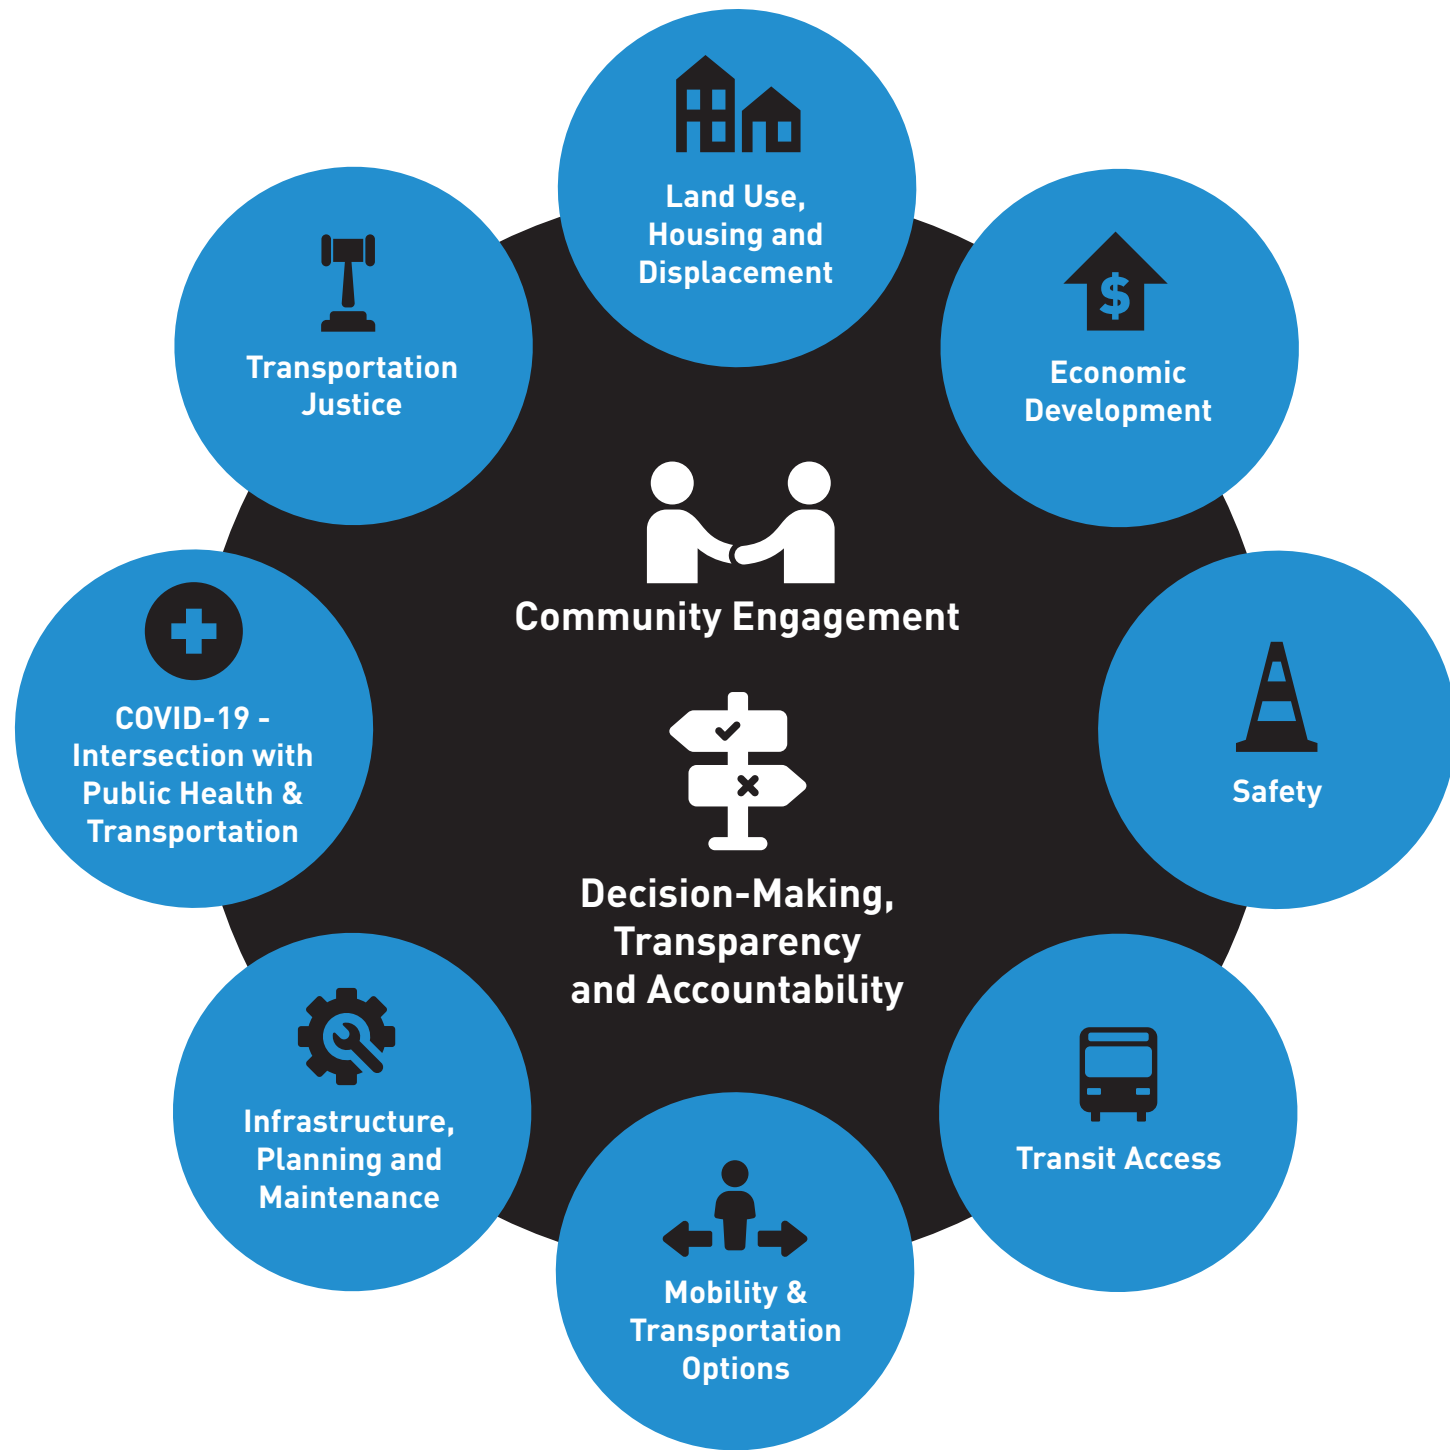 Land Use,
Housing and
Displacement
Economic
Development
Safety
Transit Access
Mobility &
Transportation
Options
Infrastructure,
Planning and
Maintenance
COVID-19 -
Intersection with
Public Health &
Transportation
Transportation
Justice
Community Engagement
Decision-Making,
Transparency
and Accountability
$